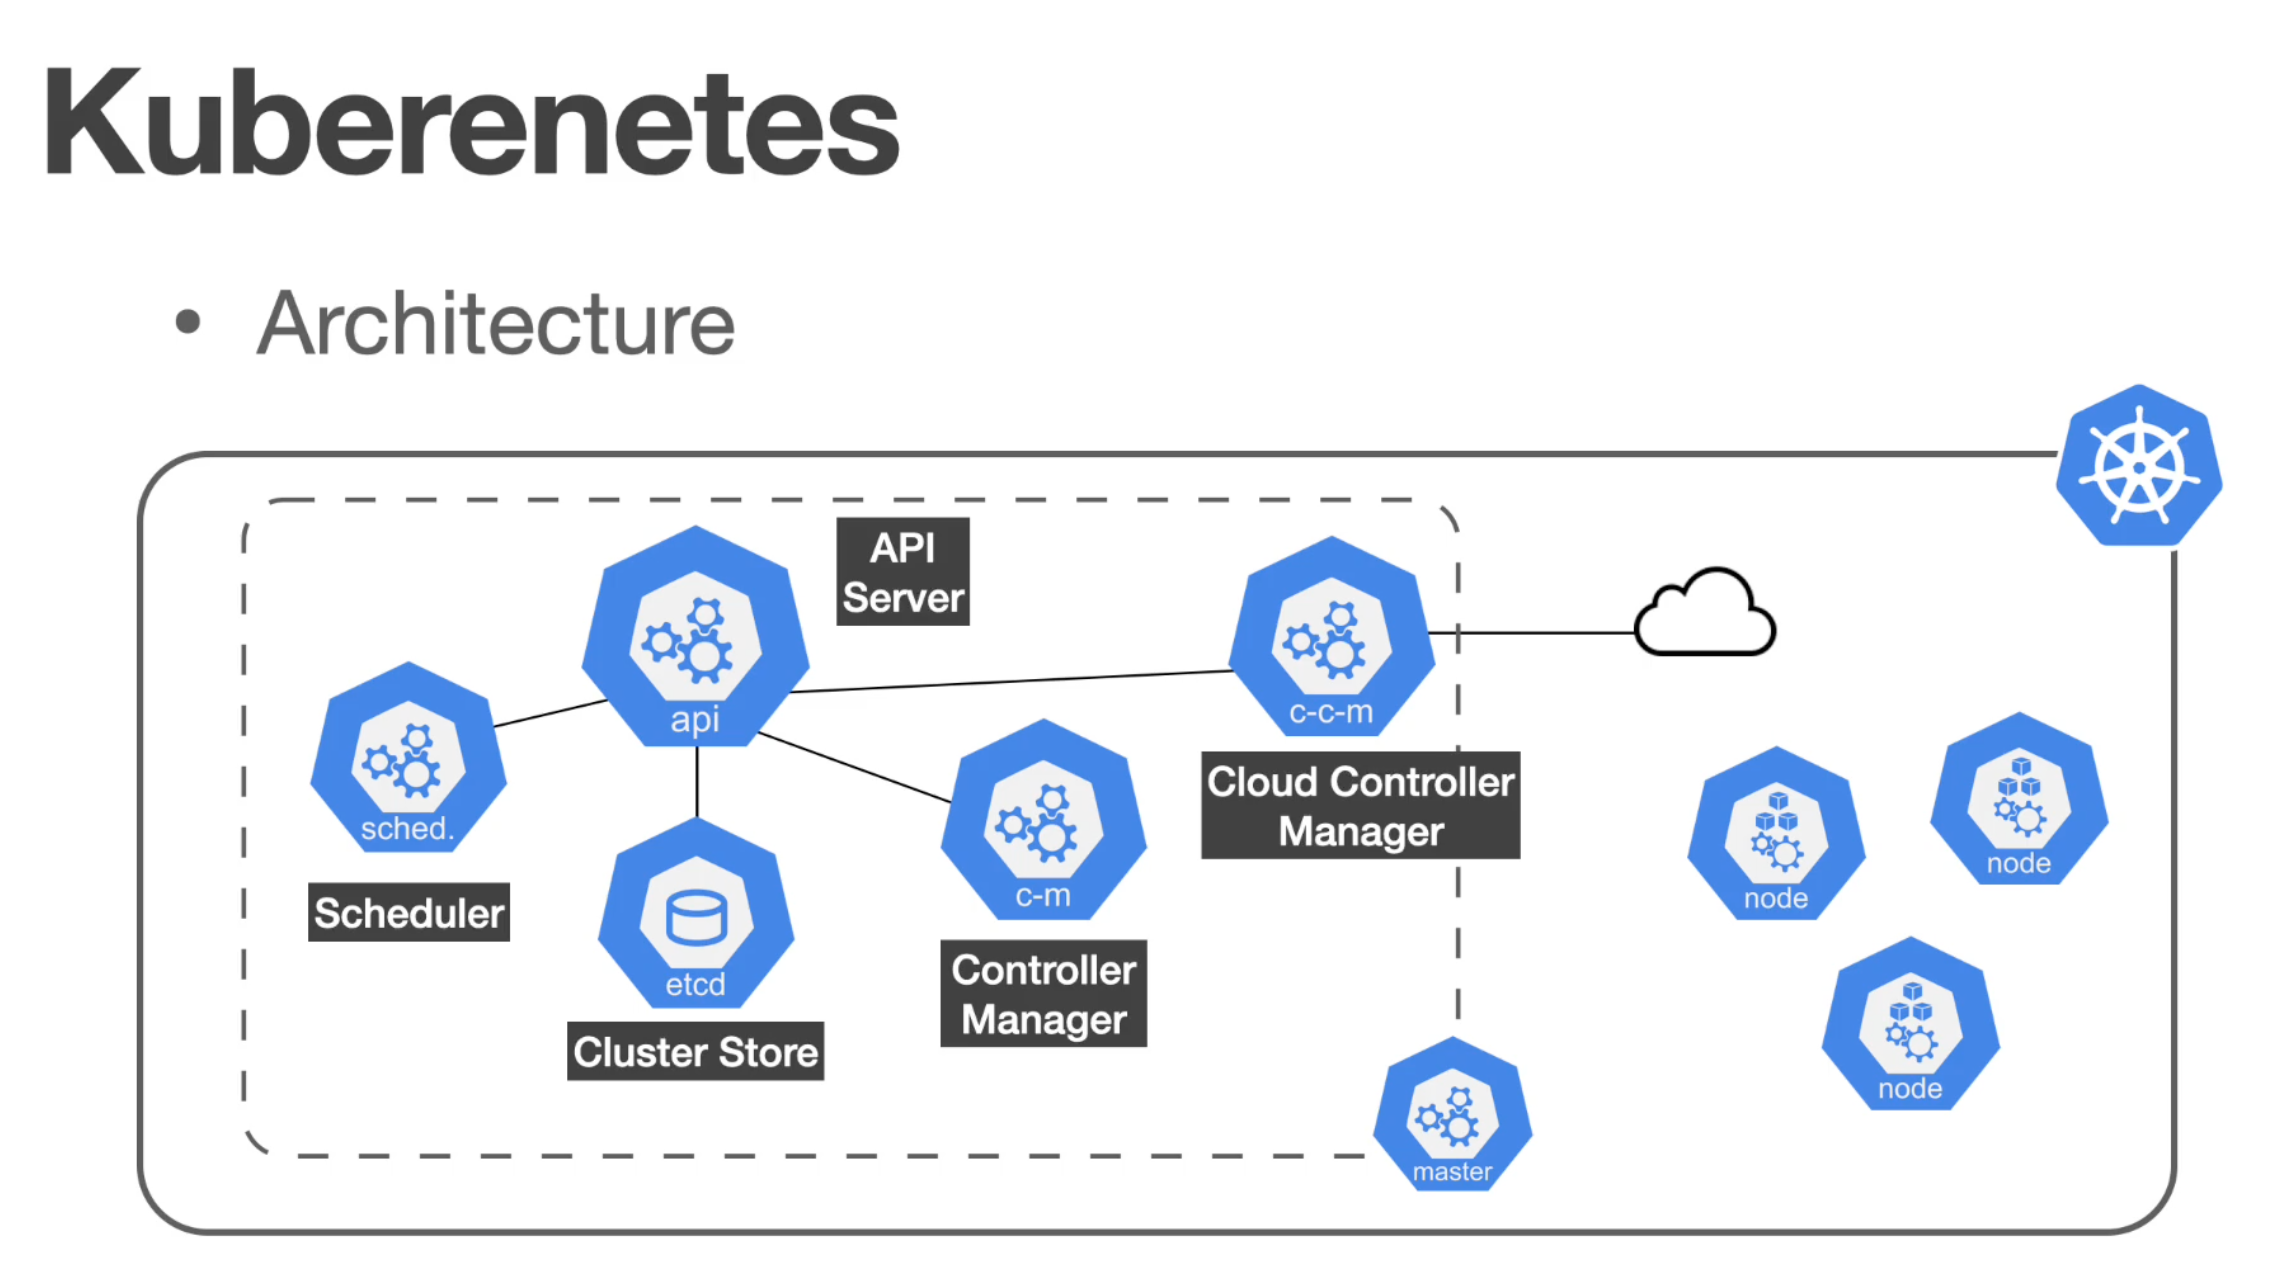 Kuberenetes
• Architecture
API
Server
api
c-c-m
sched.
Cloud Controller
Manager
node
node
c-m
Scheduler
etcd
Controller
Manager
Cluster Store
node
master